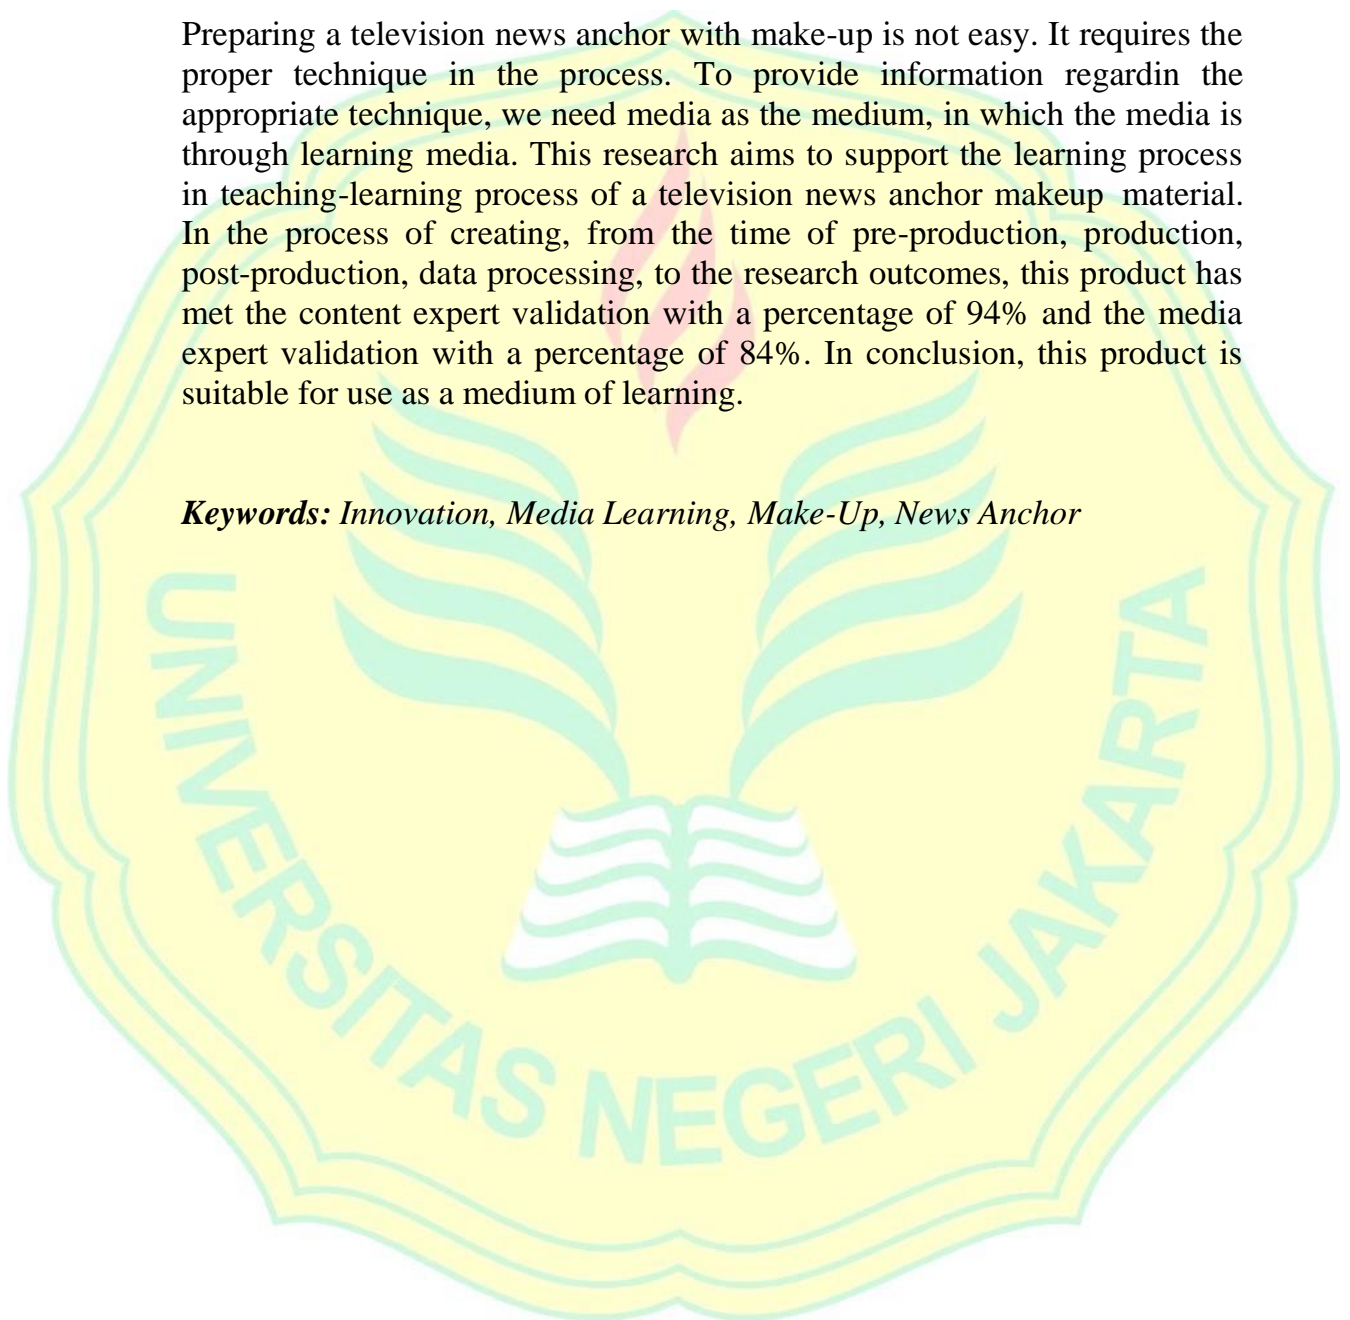 Preparing a television news anchor with make-up is not easy. It requires the
proper technique in the process. To provide information regardin the
appropriate technique, we need media as the medium, in which the media is
through learning media. This research aims to support the learning process
in teaching-learning process of a television news anchor makeup material.
In the process of creating, from the time of pre-production, production,
post-production, data processing, to the research outcomes, this product has
met the content expert validation with a percentage of 94% and the media
expert validation with a percentage of 84%. In conclusion, this product is
suitable for use as a medium of learning.
Keywords: Innovation, Media Learning, Make-Up, News Anchor
UNIVERSITAS NEGERI JAKARTA